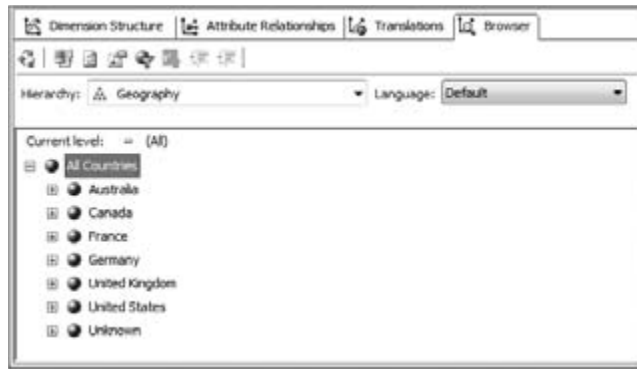 Dimension Structure Attribute Relationships Translations Browser
Hierarchy: Geography Language: Default
Current level: (All)
All Countries
Australia
Canada
France
Germany
United Kingdom
United States
Unknown